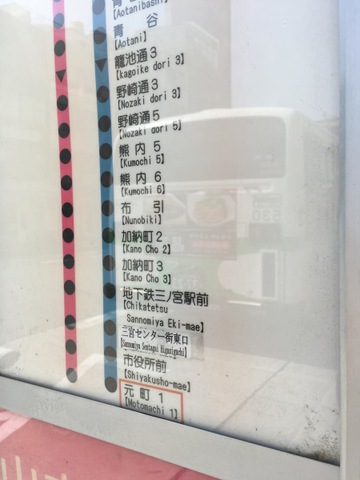 [Aotanibashi]
青 谷
[Aotani]
籠池通3
[kagoike dori 3]
野崎通3
[Nozaki dori 3]
野崎通5
[Nozaki dori 5]
熊内 5
[Kumochi 5]
熊内 6
[Kumochi 6]
布 引
[Nunobiki]
加納町2
[Kano Cho 2]
加納町3
[Kano Cho 3]
地下鉄三ノ宮駅前
[Chikatetsu
Sannomiya Eki-mae]
三宮センター街東口
[Sannomiya Sentagai Higasiguchi]
市役所前
[Shiyakusho-mae]
元町 1
[Motomachi 1]